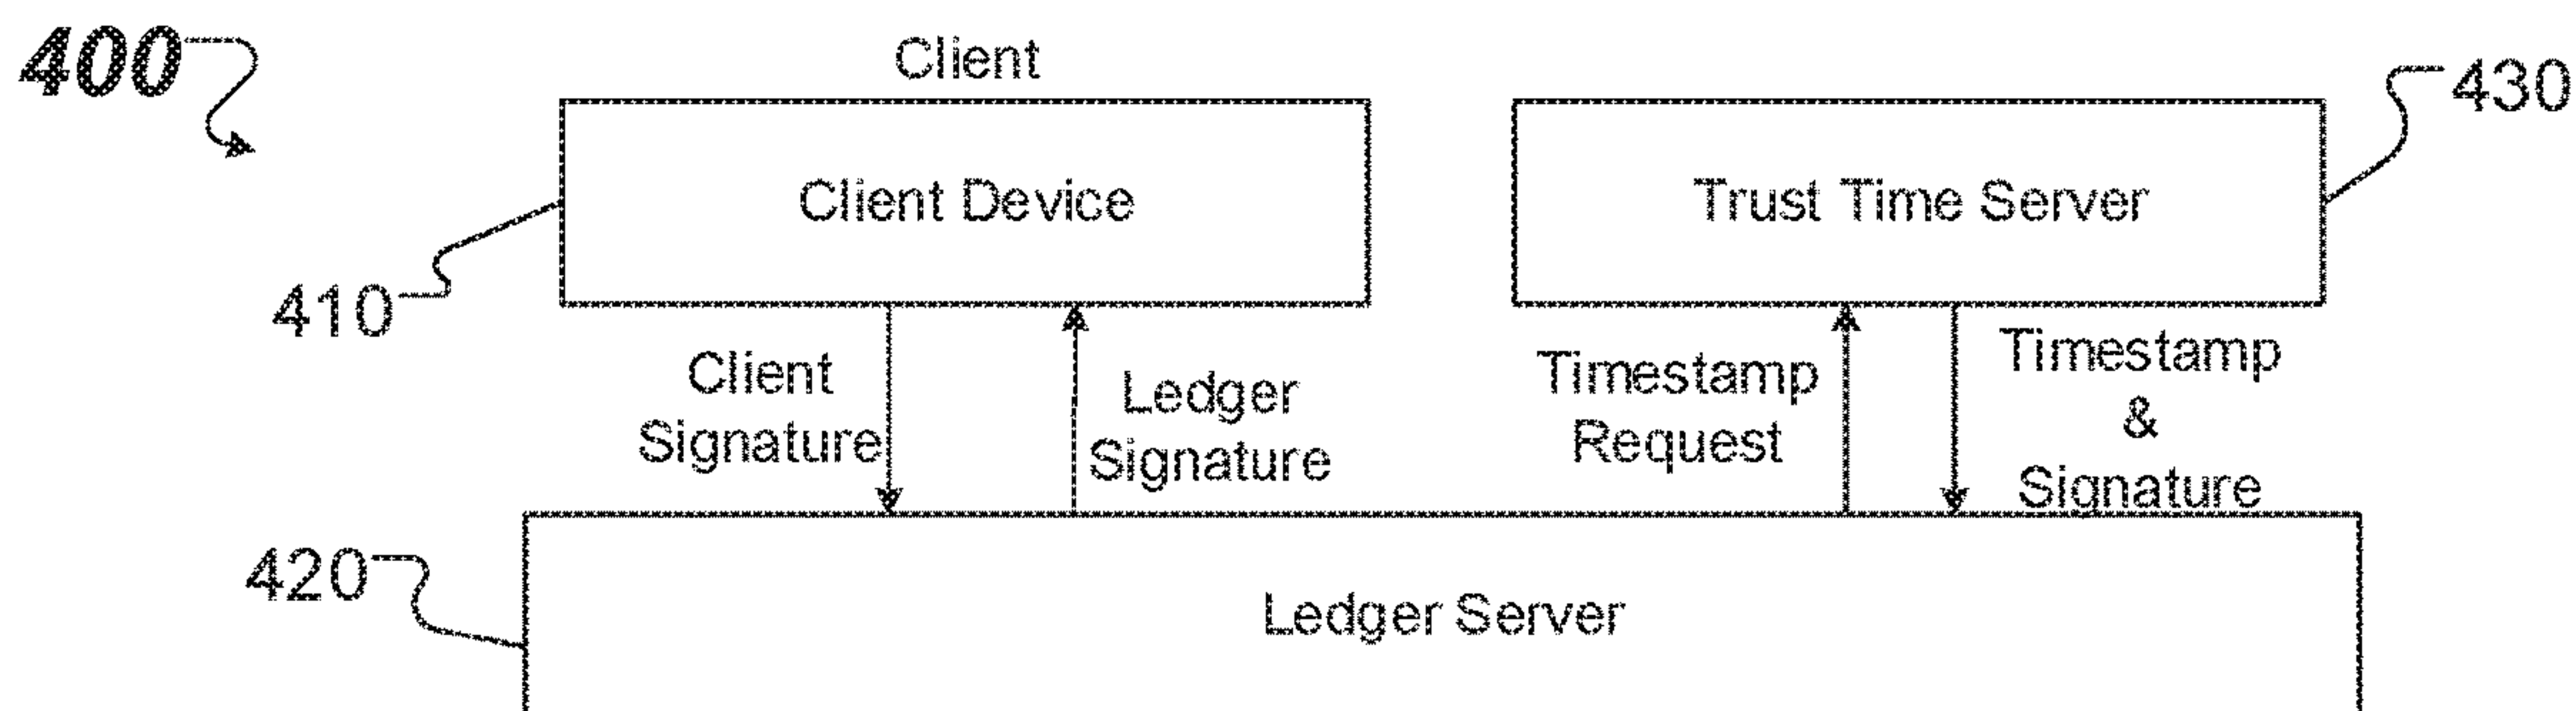 400
Client
430
Client Device
Trust Time Server
410
Client
Signature
Ledger
Signature
Timestamp
Request
Timestamp
&
Signature
420
Ledger Server